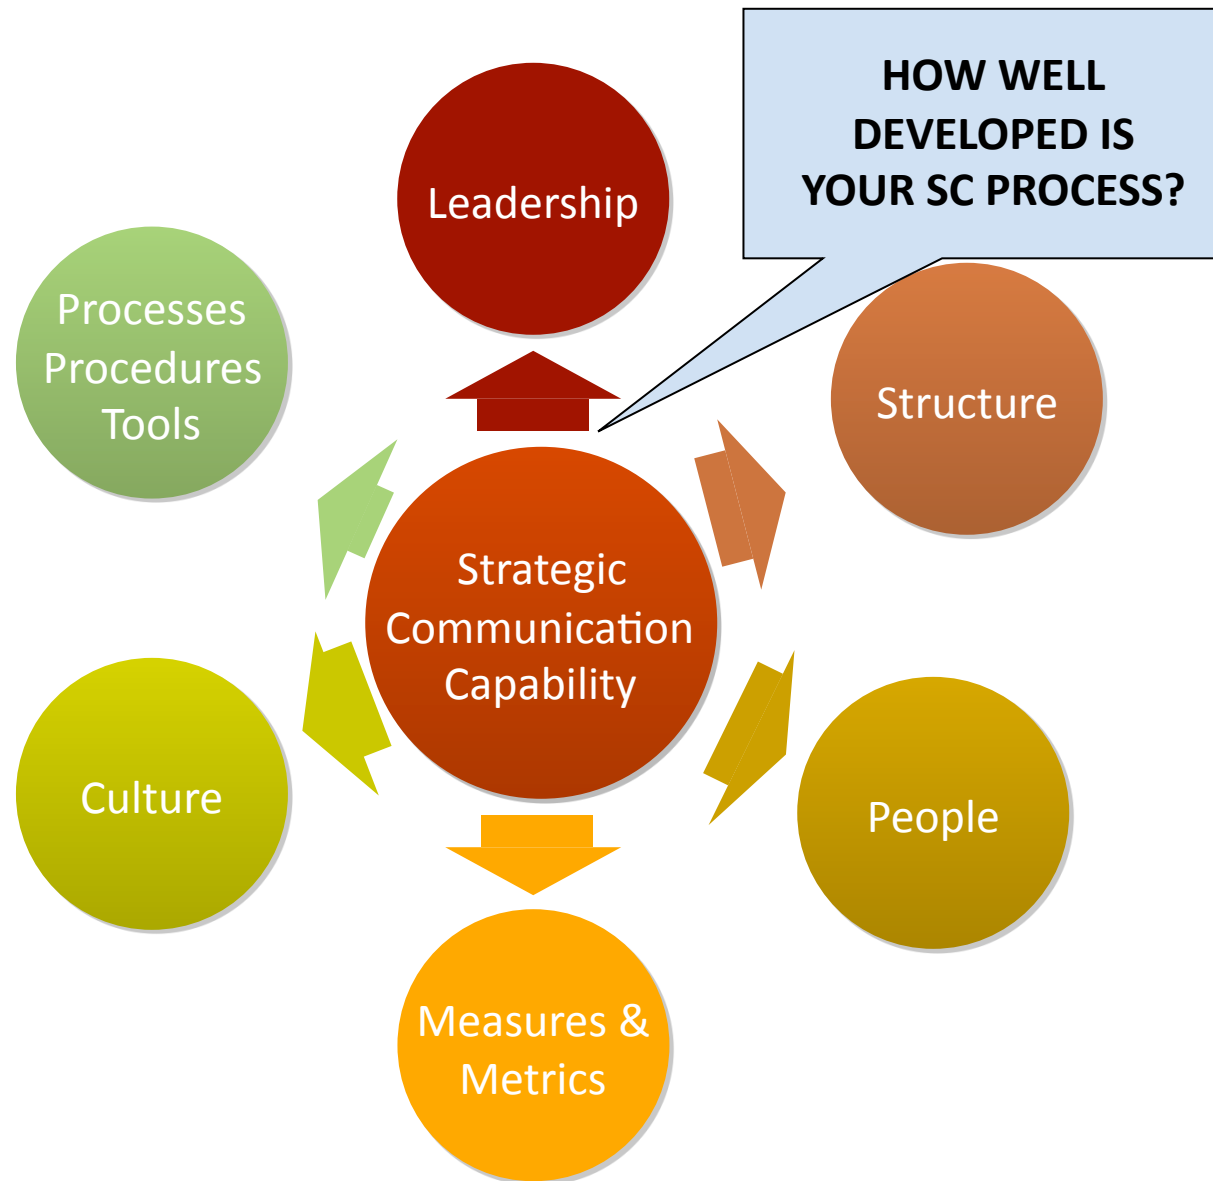 HOW WELL
DEVELOPED IS
YOUR SC PROCESS?
Leadership
Processes
Procedures
Tools
Structure
Strategic
Communication
Capability
Culture
People
Measures &
Metrics